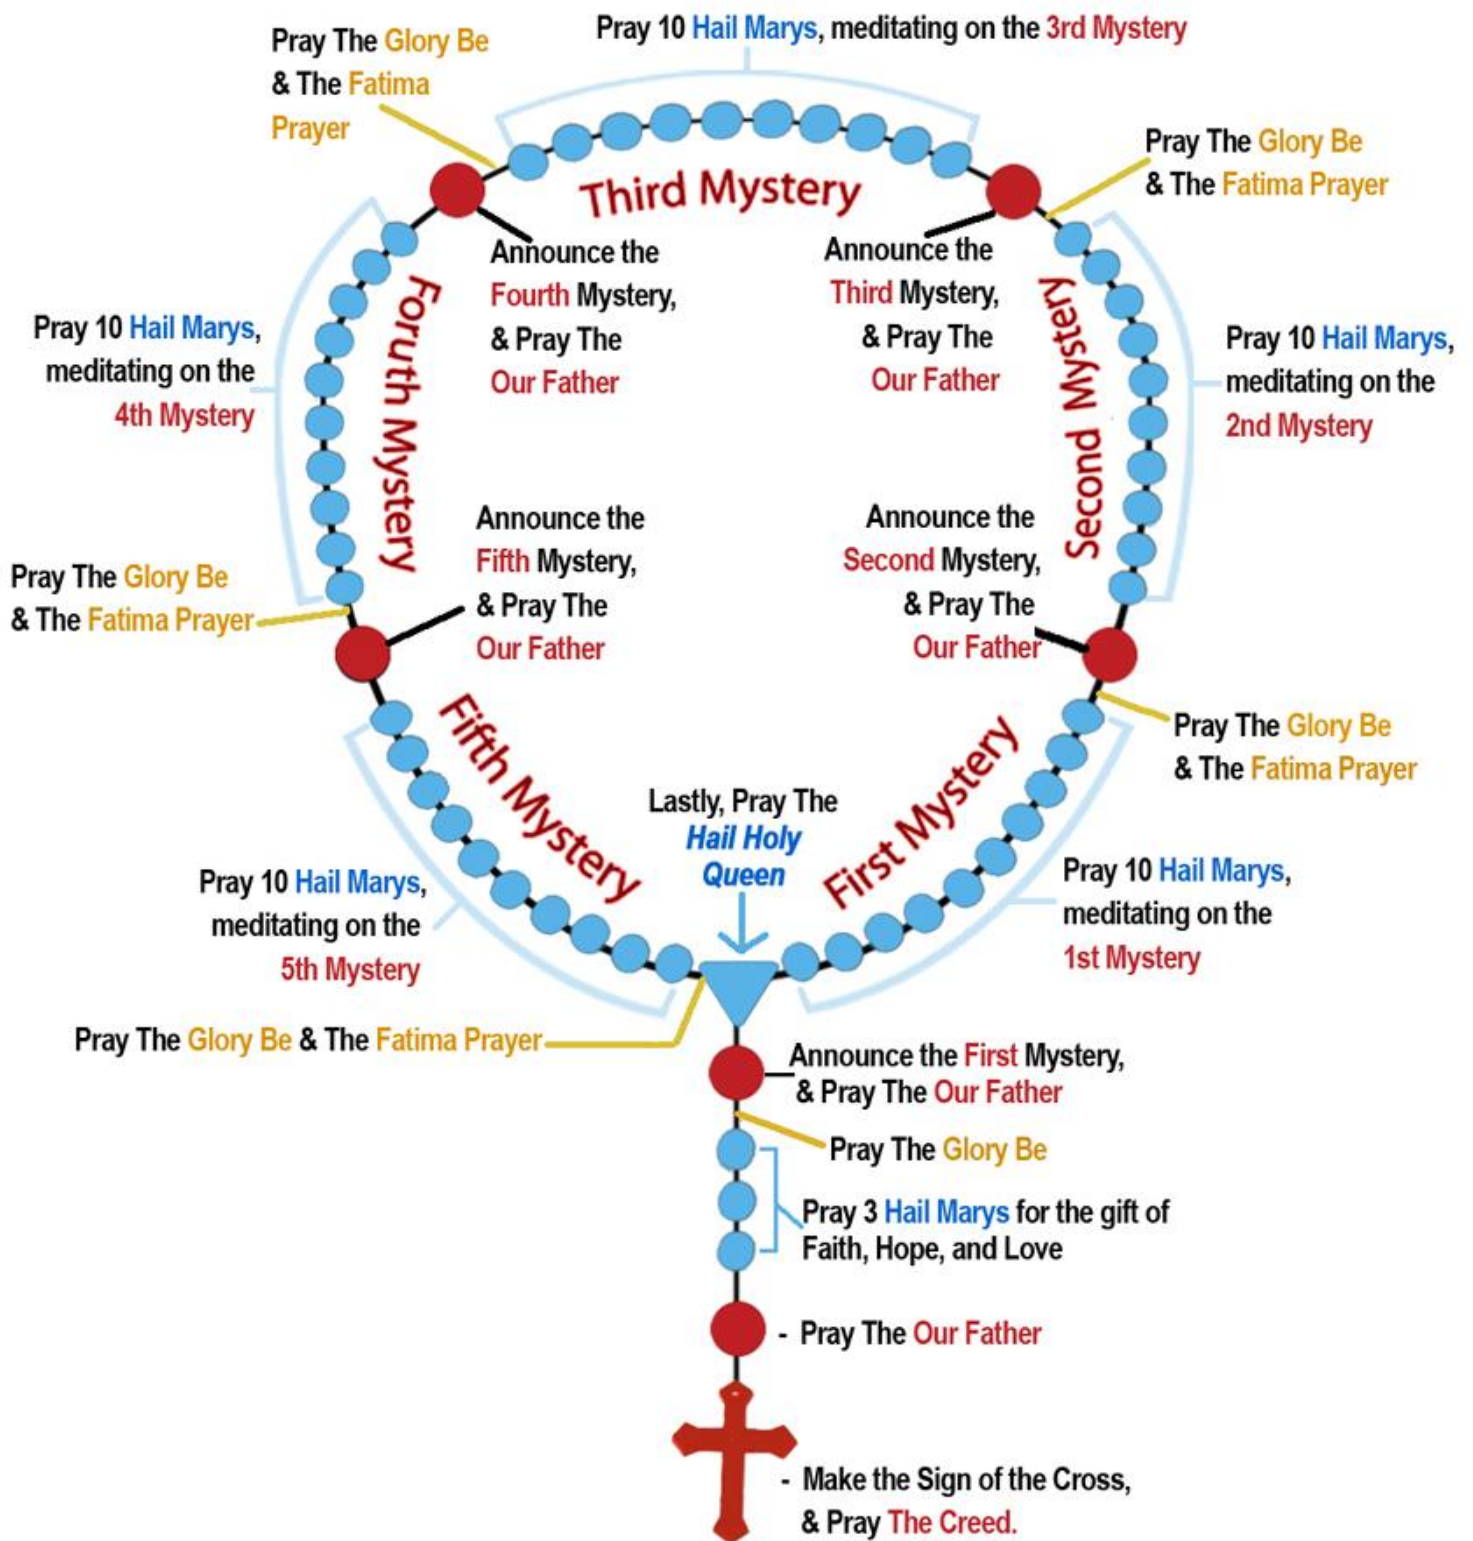 Pray 10 Hail Marys, meditating on the 3rd Mystery
Pray The Glory Be
& The Fatima
Prayer
Pray The Glory Be
& The Fatima Prayer
Third Mystery
Announce the
Fourth Mystery,
& Pray The
Our Father
Announce the
Third Mystery,
& Pray The
Our Father
Foruth Mystery
Second Mystery
Pray 10 Hail Marys,
meditating on the
4th Mystery
Pray 10 Hail Marys,
meditating on the
2nd Mystery
Announce the
Fifth Mystery,
& Pray The
Our Father
Announce the
Second Mystery,
& Pray The
Our Father
Pray The Glory Be
& The Fatima Prayer
Pray The Glory Be
& The Fatima Prayer
Fifth Mystery
First Mystery
Lastly, Pray The
Hail Holy
Queen
Pray 10 Hail Marys,
meditating on the
5th Mystery
Pray 10 Hail Marys,
meditating on the
1st Mystery
Pray The Glory Be & The Fatima Prayer
Announce the First Mystery,
& Pray The Our Father
Pray The Glory Be
Pray 3 Hail Marys for the gift of
Faith, Hope, and Love
- Pray The Our Father
- Make the Sign of the Cross,
& Pray The Creed.